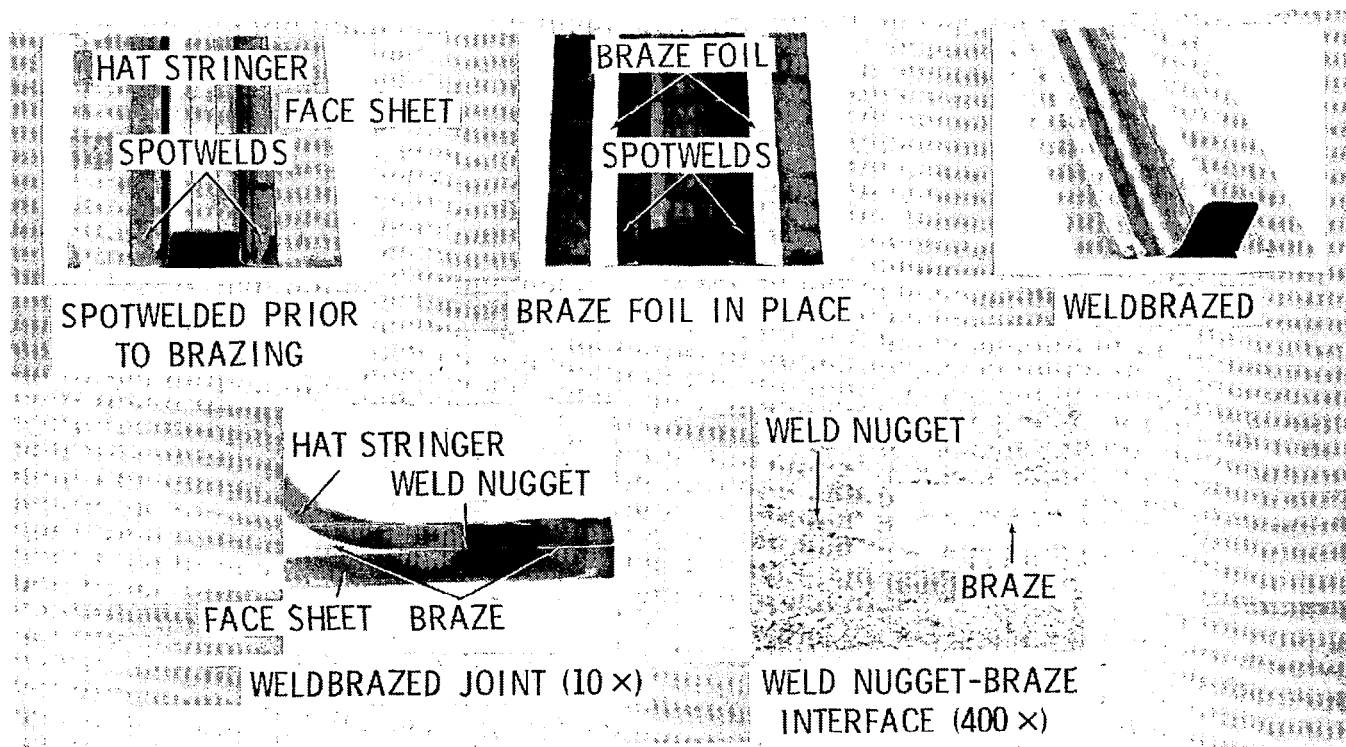 HAT STRINGER
FACE SHEET
SPOTWELDS
SPOTWELDED PRIOR
TO BRAZING
BRAZE FOIL
SPOTWELDS
BRAZE FOIL IN PLACE
WELDBRAZED
HAT STRINGER
WELD NUGGET
FACE SHEET BRAZE
WELDBRAZED JOINT (10 ×)
WELD NUGGET
BRAZE
WELD NUGGET-BRAZE
INTERFACE (400 ×)